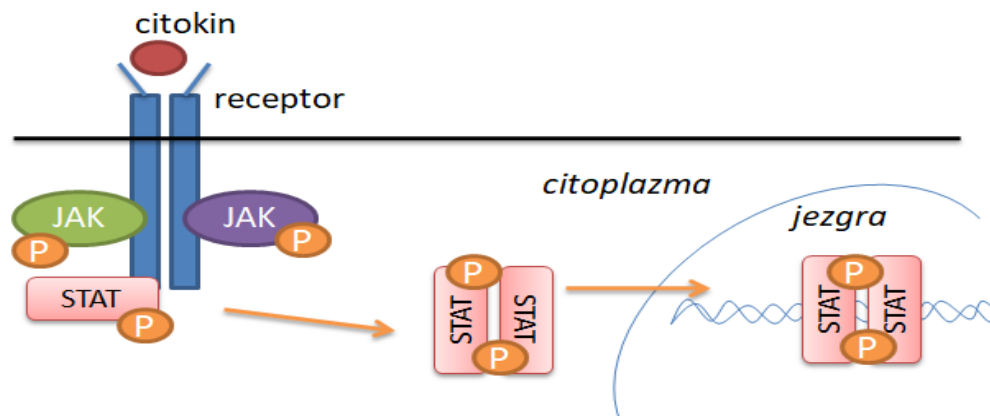 citokin
receptor
citoplazma
jezgra
JAK
JAK
P
P
STAT
P
P
STAT
STAT
P
P
STAT
STAT
P